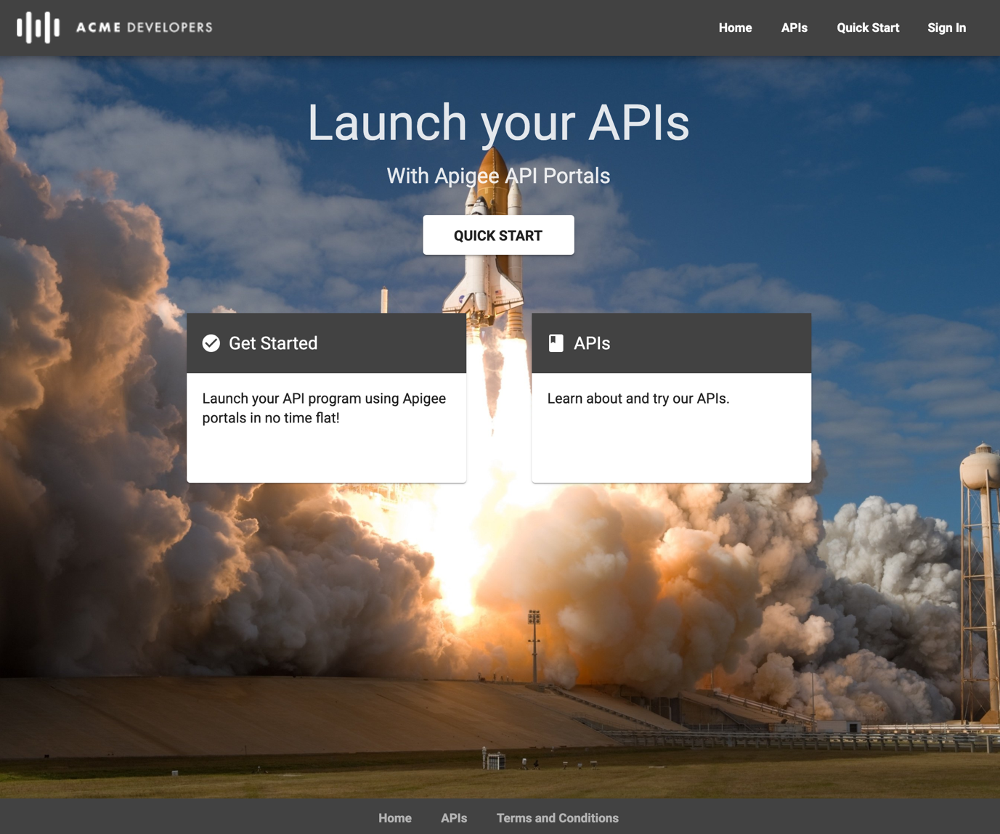 ACME DEVELOPERS
Home APIs Quick Start Sign In
Launch your APIs
With Apigee API Portals
QUICK START
Get Started
Launch your API program using Apigee
portals in no time flat!
APIs
Learn about and try our APIs.
Home APIs Terms and Conditions